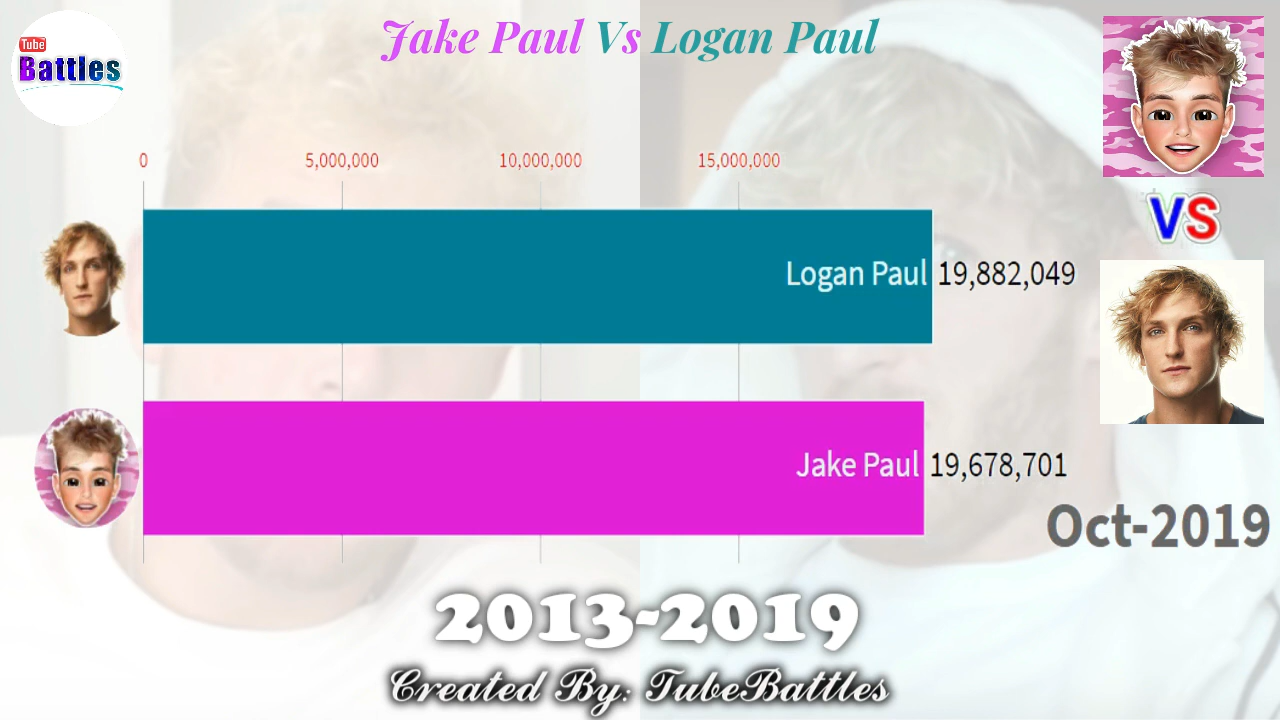 Jake Paul Vs Logan Paul
Tube
Battles
0 5,000,000 10,000,000 15,000,000
VS
Logan Paul 19,882,049
Jake Paul 19,678,701
Oct-2019
2013-2019
Created By: TubeBattles